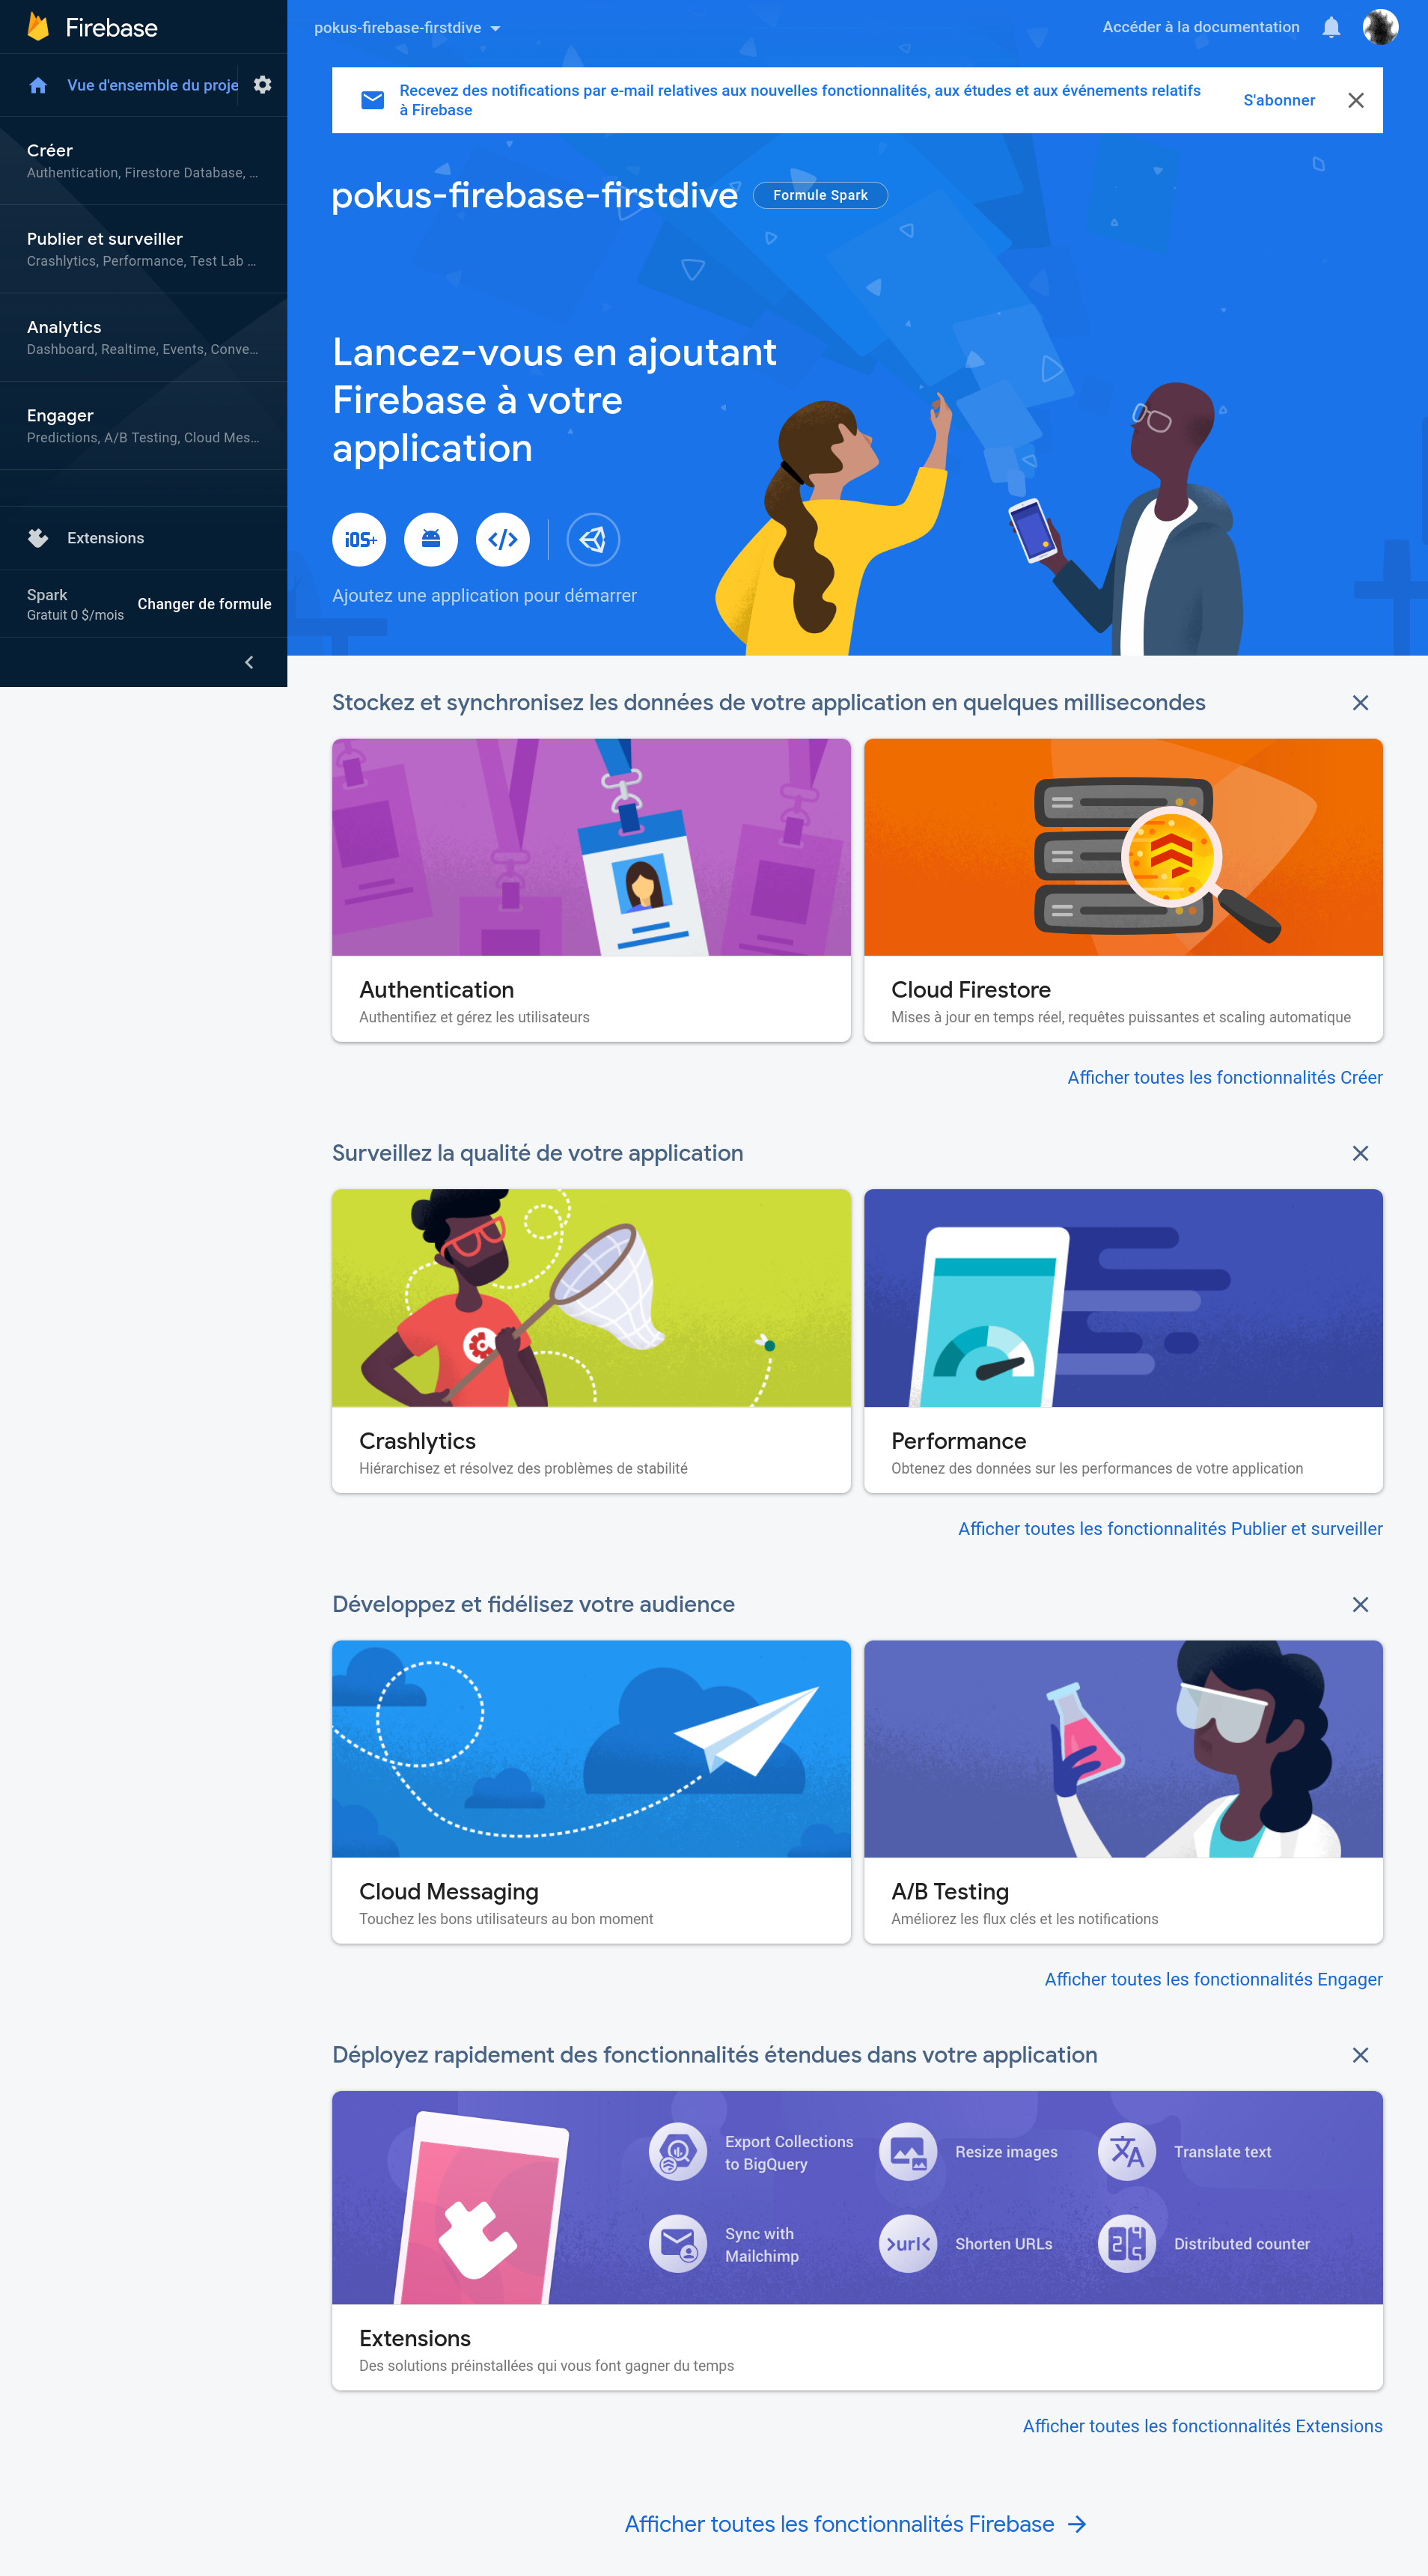 Firebase
Vue d'ensemble du proje
Créer
Authentication, Firestore Database, ...
Publier et surveiller
Crashlytics, Performance, Test Lab ...
Analytics
Dashboard, Realtime, Events, Conve...
Engager
Predictions, A/B Testing, Cloud Mes...
Extensions
Spark
Gratuit 0 $/mois
Changer de formule
pokus-firebase-firstdive
Accéder à la documentation
Recevez des notifications par e-mail relatives aux nouvelles fonctionnalités, aux études et aux événements relatifs
à Firebase
S'abonner
pokus-firebase-firstdive
Formule Spark
Lancez-vous en ajoutant
Firebase à votre
application
iOS+
Ajoutez une application pour démarrer
Stockez et synchronisez les données de votre application en quelques millisecondes
Authentication
Authentifiez et gérez les utilisateurs
Cloud Firestore
Mises à jour en temps réel, requêtes puissantes et scaling automatique
Afficher toutes les fonctionnalités Créer
Surveillez la qualité de votre application
Crashlytics
Hiérarchisez et résolvez des problèmes de stabilité
Performance
Obtenez des données sur les performances de votre application
Afficher toutes les fonctionnalités Publier et surveiller
Développez et fidélisez votre audience
Cloud Messaging
Touchez les bons utilisateurs au bon moment
A/B Testing
Améliorez les flux clés et les notifications
Afficher toutes les fonctionnalités Engager
Déployez rapidement des fonctionnalités étendues dans votre application
Export Collections
to BigQuery
Resize images
Translate text
Sync with
Mailchimp
>url<
Shorten URLs
Distributed counter
Extensions
Des solutions préinstallées qui vous font gagner du temps
Afficher toutes les fonctionnalités Extensions
Afficher toutes les fonctionnalités Firebase